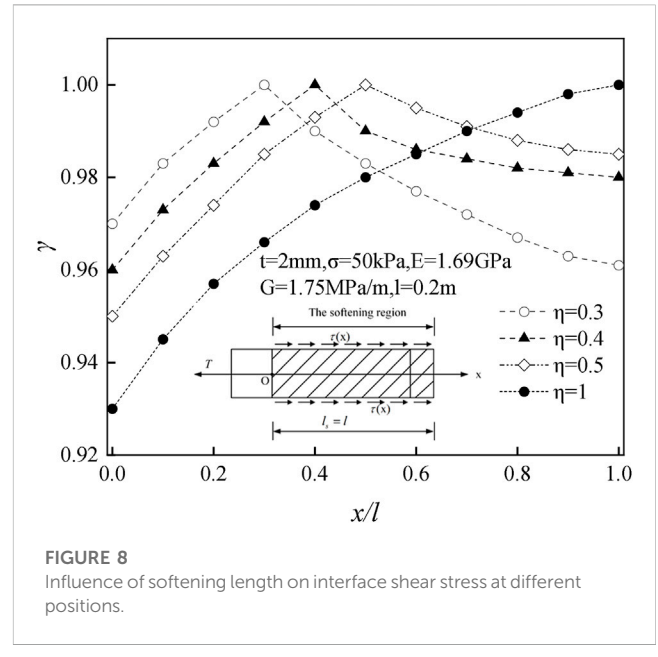 1.00
0.98
0.96
0.94
0.92
γ
t=2mm,σ=50kPa,E=1.69GPa
G=1.75MPa/m,l=0.2m
The softening region
τ(x)
T
O
x
τ(x)
lₛ = l
η=0.3
η=0.4
η=0.5
η=1
0.0 0.2 0.4 0.6 0.8 1.0
x/l
FIGURE 8
Influence of softening length on interface shear stress at different
positions.